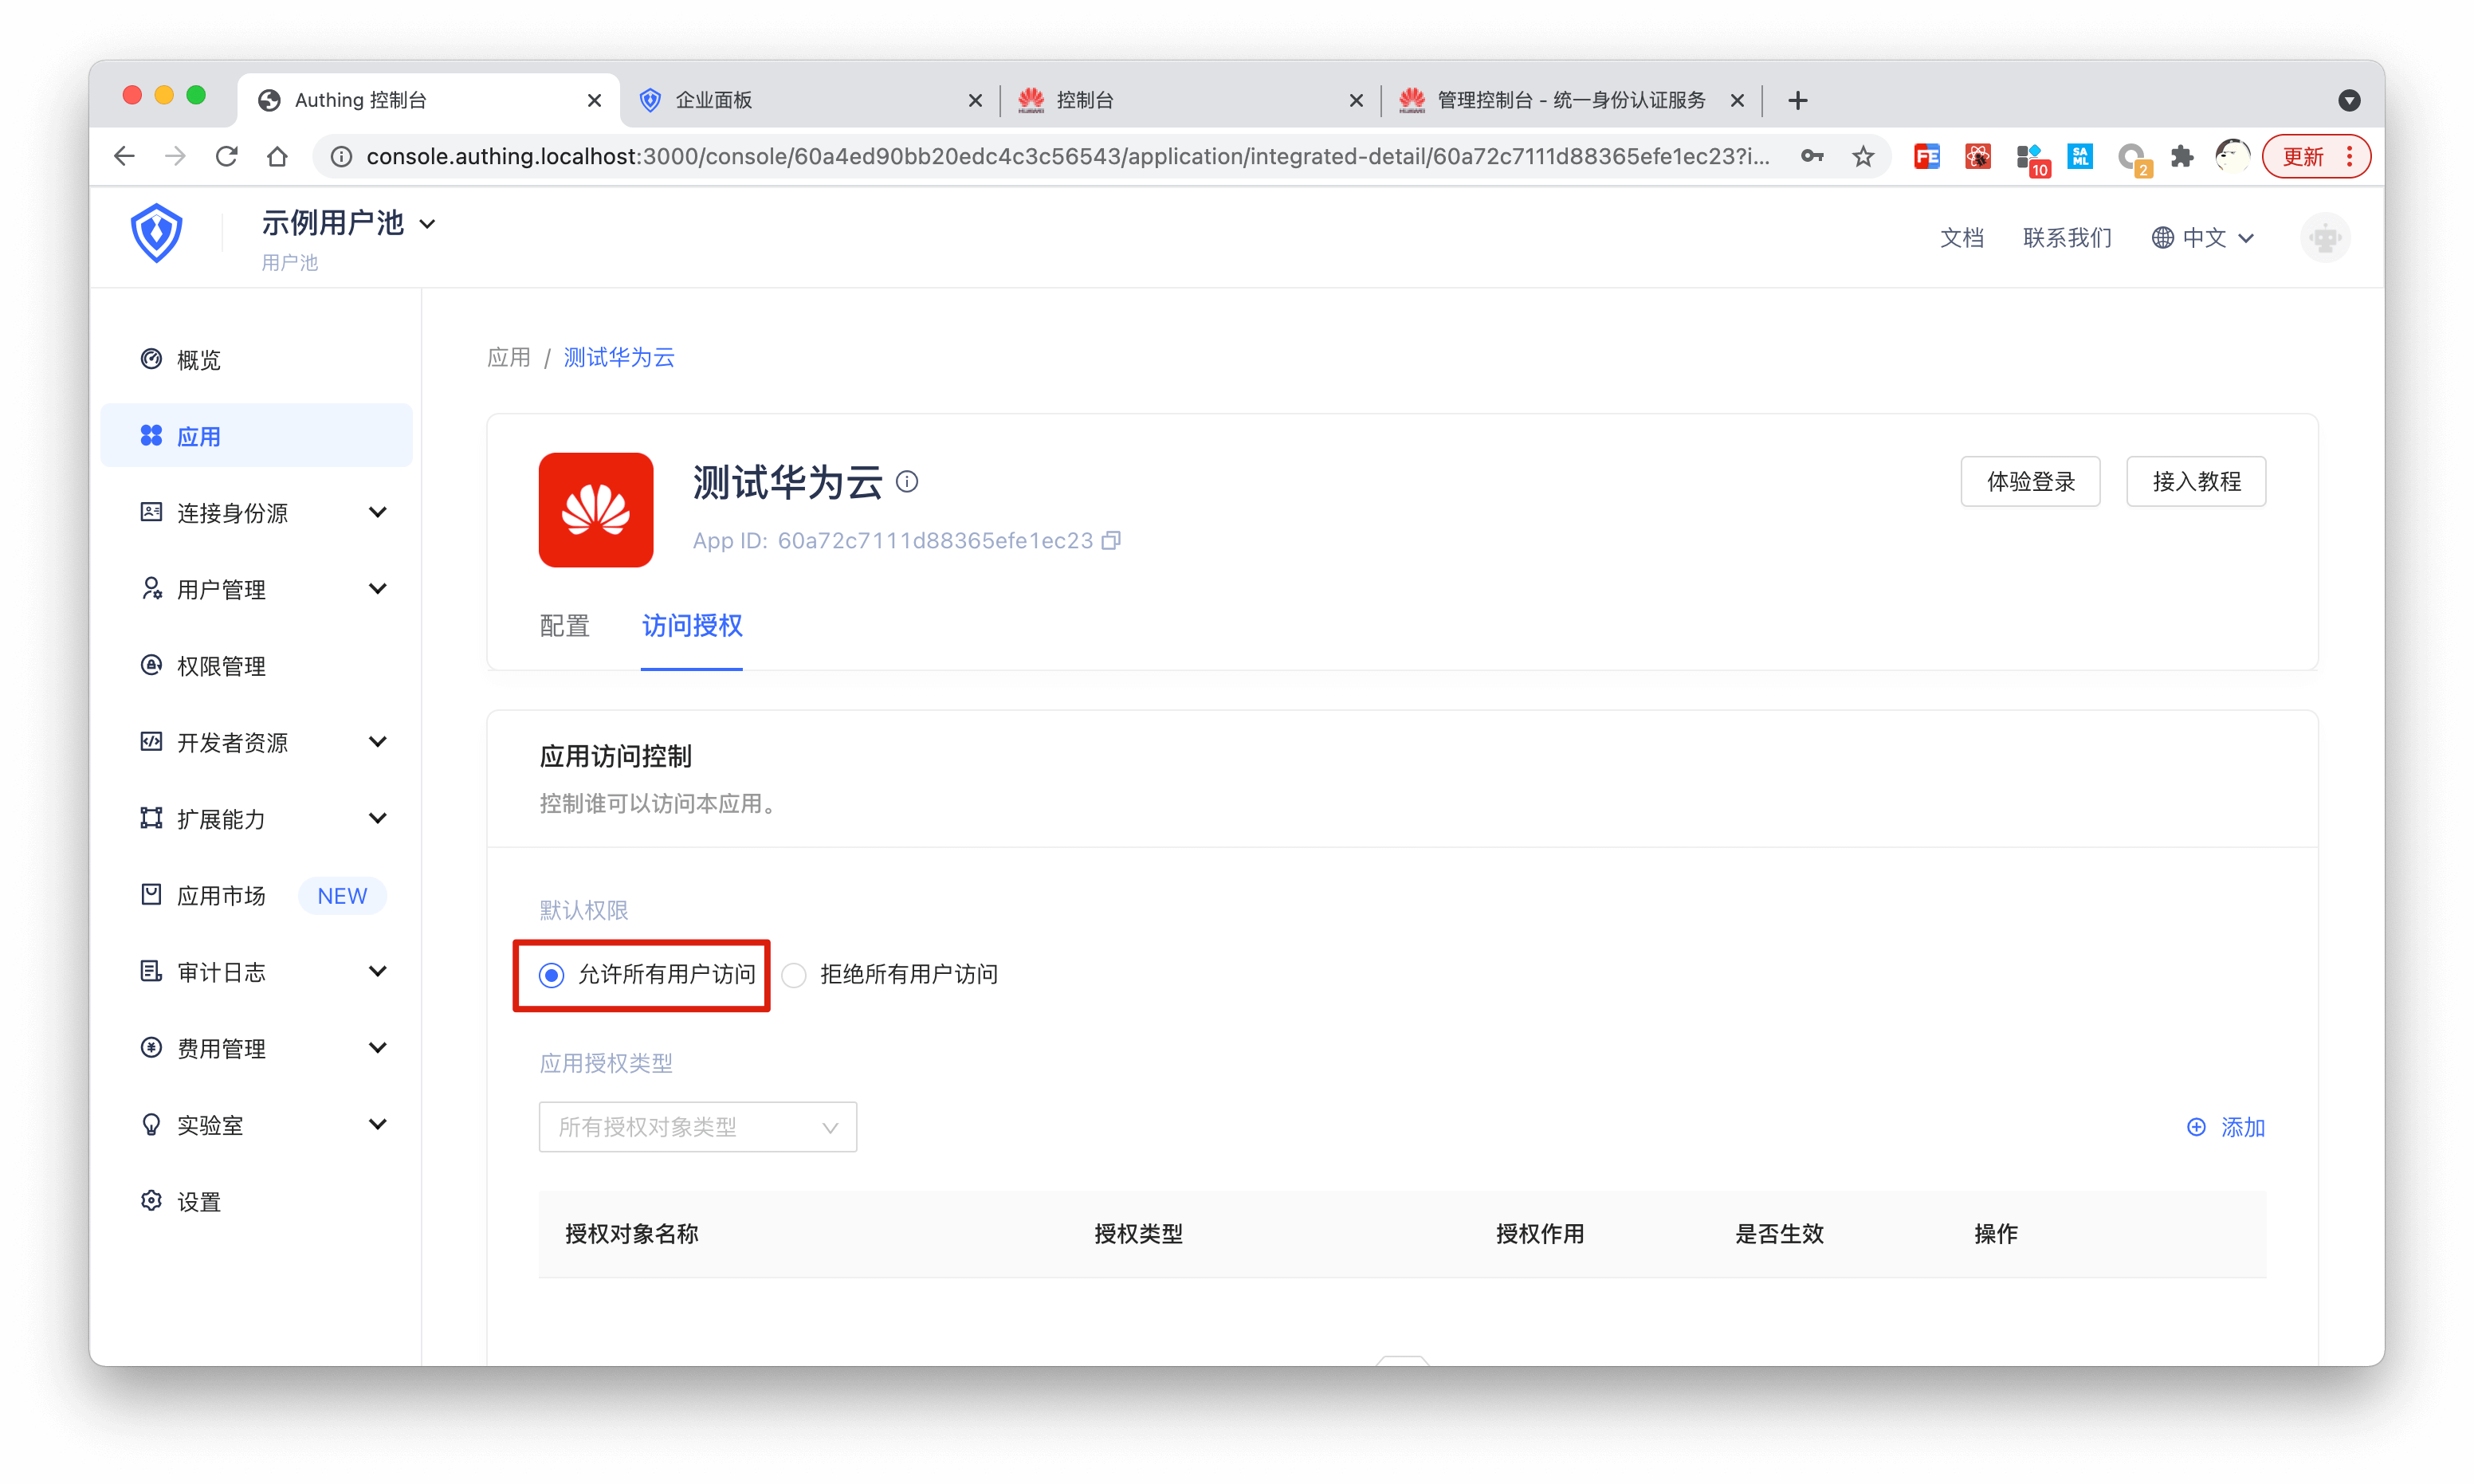 Authing 控制台
企业面板
控制台
管理控制台 - 统一身份认证服务
console.authing.localhost:3000/console/60a4ed90bb20edc4c3c56543/application/integrated-detail/60a72c7111d88365efe1ec23?i...
FE
10
SA
ML
2
更新
示例用户池
用户池
文档
联系我们
中文
概览
应用
连接身份源
用户管理
权限管理
开发者资源
扩展能力
应用市场 NEW
审计日志
费用管理
实验室
设置
应用 / 测试华为云
测试华为云
体验登录
接入教程
App ID: 60a72c7111d88365efe1ec23
配置
访问授权
应用访问控制
控制谁可以访问本应用。
默认权限
允许所有用户访问
拒绝所有用户访问
应用授权类型
所有授权对象类型
添加
授权对象名称 授权类型 授权作用 是否生效 操作